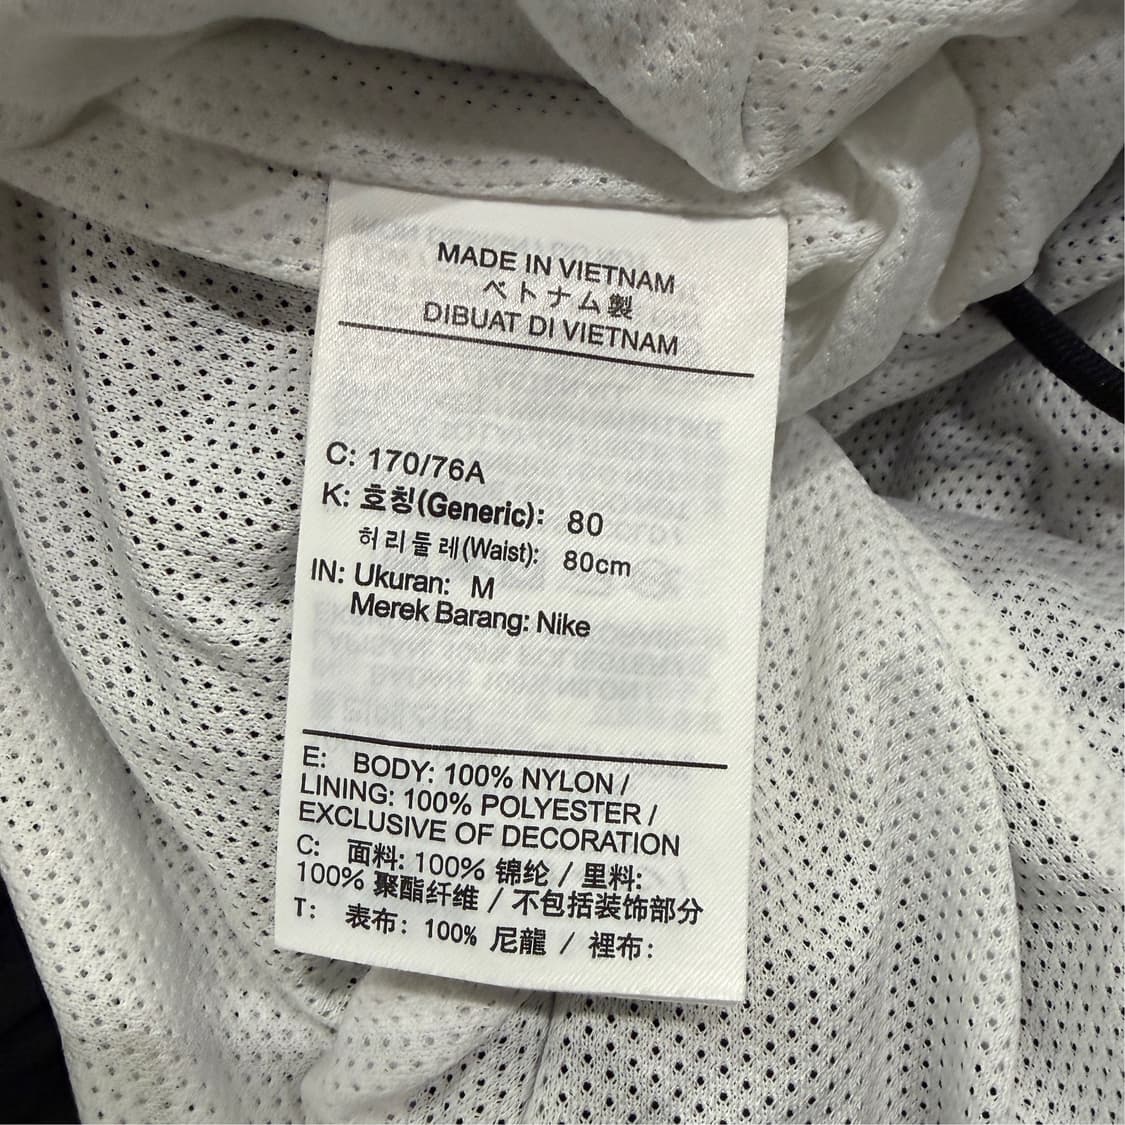 MADE IN VIETNAM
ベトナム製
DIBUAT DI VIETNAM
C: 170/76A
K: 호칭(Generic): 80
허리둘레(Waist): 80cm
IN: Ukuran: M
Merek Barang: Nike
E: BODY: 100% NYLON /
LINING: 100% POLYESTER /
EXCLUSIVE OF DECORATION
C: 面料: 100% 锦纶 / 里料:
100% 聚酯纤维 / 不包括装饰部分
T: 表布: 100% 尼龍 / 裡布: